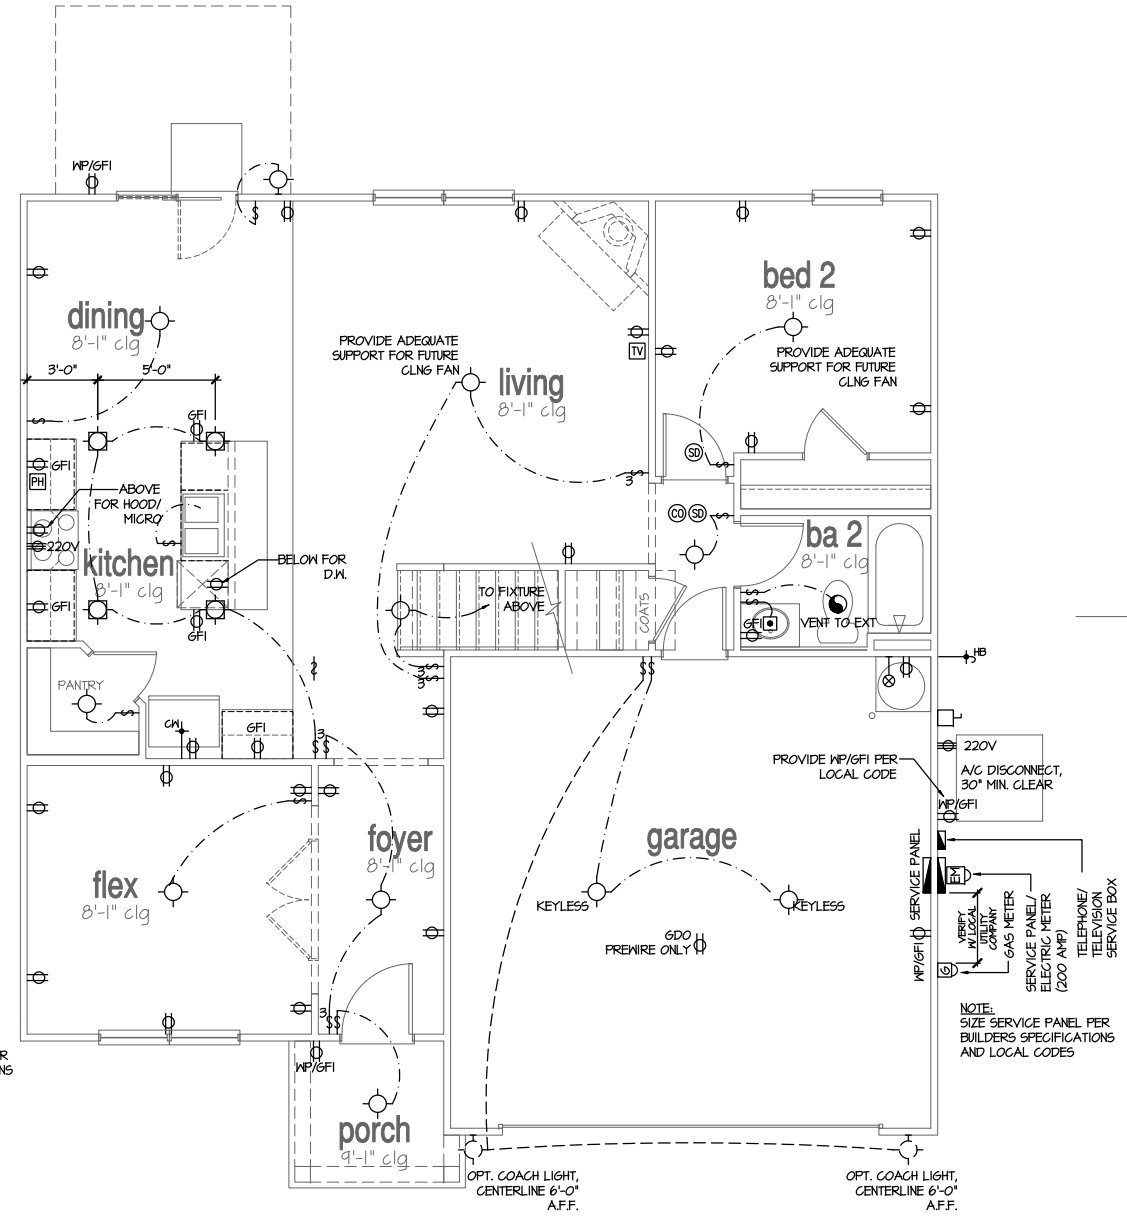 WP/GFI
bed 2
8'-1" clg
dining
8'-1" clg
PROVIDE ADEQUATE
SUPPORT FOR FUTURE
CLNG FAN
TV
PROVIDE ADEQUATE
SUPPORT FOR FUTURE
CLNG FAN
3'-0"
5'-0"
living
8'-1" clg
GFI
GFI
SD
3
PH
ABOVE
FOR HOOD/
MICRO
CO
SD
220V
kitchen
8'-1" clg
BELOW FOR
D.W.
ba 2
8'-1" clg
TO FIXTURE
ABOVE
COATS
GFI
GFI
GFI
VENT TO EXT
HB
3
3
PANTRY
CW
GFI
3
220V
A/C DISCONNECT,
30" MIN. CLEAR
PROVIDE WP/GFI PER
LOCAL CODE
WP/GFI
foyer
8'-1" clg
garage
flex
8'-1" clg
SERVICE PANEL
EM
KEYLESS
KEYLESS
GDO
PREWIRE ONLY
WP/GFI
VERIFY
W/ LOCAL
UTILITY
COMPANY
G
GAS METER
SERVICE PANEL/
ELECTRIC METER
(200 AMP)
TELEPHONE/
TELEVISION
SERVICE BOX
NOTE:
SIZE SERVICE PANEL PER
BUILDERS SPECIFICATIONS
AND LOCAL CODES
3
R
NS
WP/GFI
porch
9'-1" clg
OPT. COACH LIGHT,
CENTERLINE 6'-0"
A.F.F.
OPT. COACH LIGHT,
CENTERLINE 6'-0"
A.F.F.